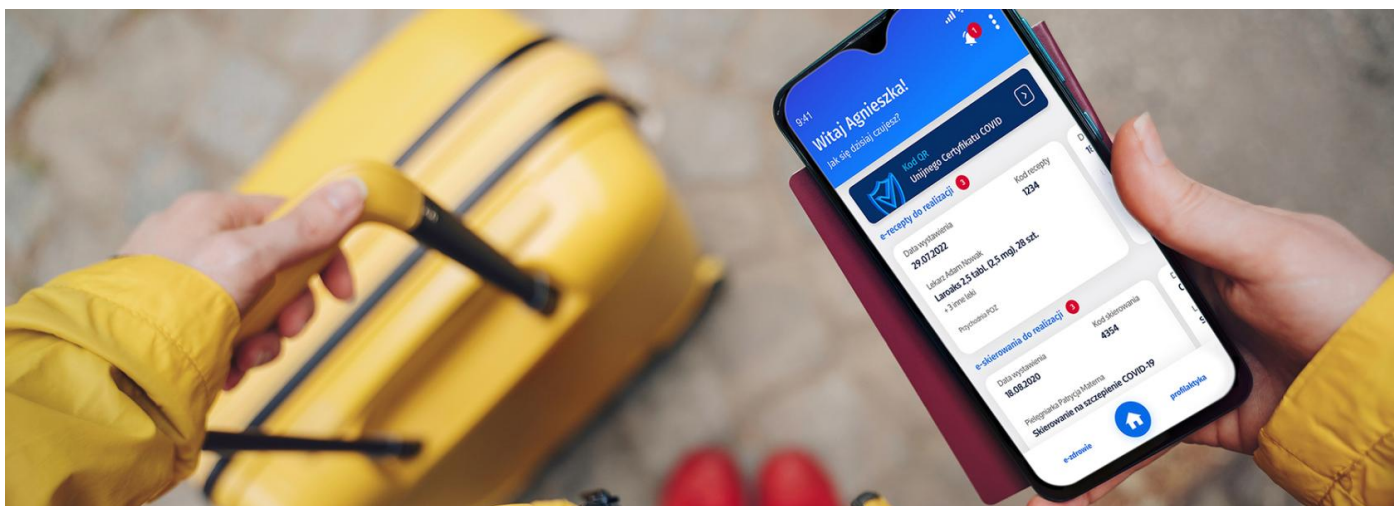 9:41
1
Witaj Agnieszka!
Jak się dzisiaj czujesz?
Kod QR
Unijnego Certyfikatu COVID
e-recepty do realizacji 3
Data wystawienia Kod recepty
29.07.2022 1234
Lekarz Adam Nowak
Laroaks 2,5 tabl. (2,5 mg), 28 szt.
+ 3 inne leki
Przychodnia POZ
e-skierowania do realizacji 3
Data wystawienia Kod skierowania
18.08.2020 4354
Pielęgniarka Patrycja Materna
Skierowanie na szczepienie COVID-19
e-zdrowie profilaktyka